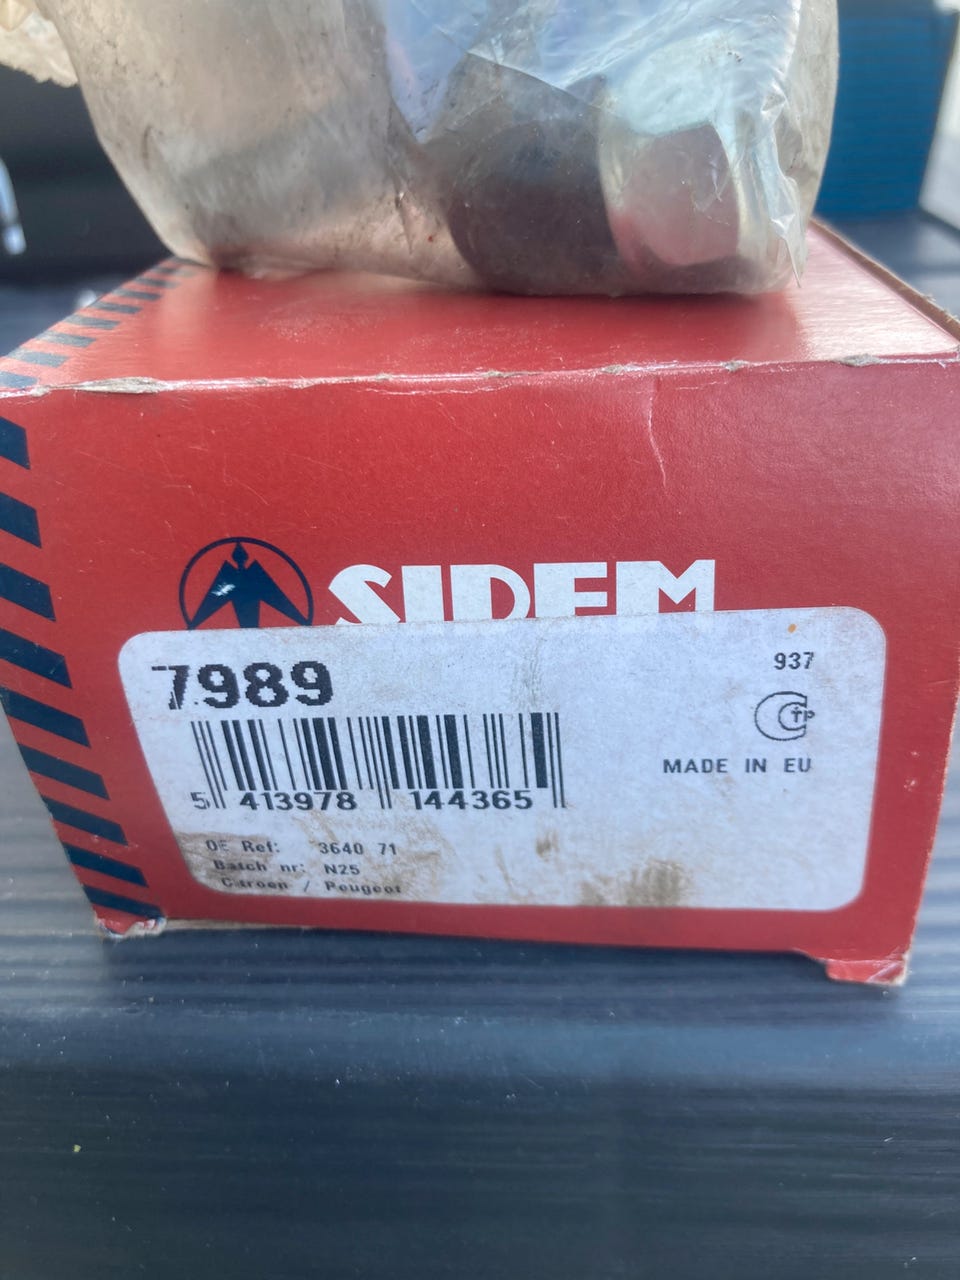 SIDEM
7989
937
MADE IN EU
5 413978 144365
OE Ref: 3640 71
Batch nr: N25
Citroen / Peugeot